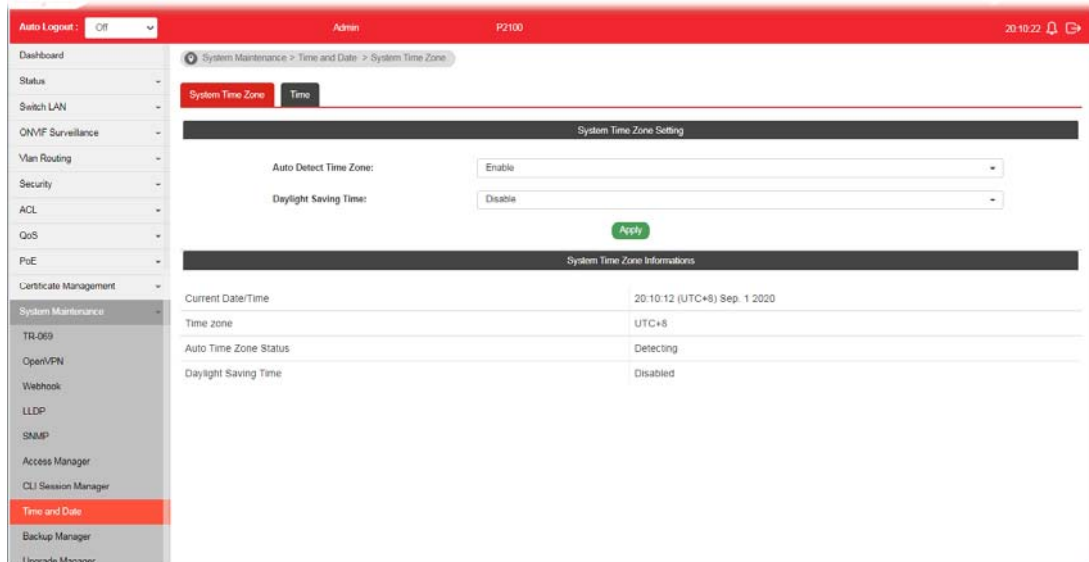 Auto Logout : Off Admin P2100 20:10:22
Dashboard
Status
Switch LAN
ONVIF Surveillance
Vlan Routing
Security
ACL
QoS
PoE
Certificate Management
System Maintenance
TR-069
OpenVPN
Webhook
LLDP
SNMP
Access Manager
CLI Session Manager
Time and Date
Backup Manager
Upgrade Manager
System Maintenance > Time and Date > System Time Zone
System Time Zone Time
System Time Zone Setting
Auto Detect Time Zone: Enable
Daylight Saving Time: Disable
Apply
System Time Zone Informations
Current Date/Time 20:10:12 (UTC+8) Sep. 1 2020
Time zone UTC+8
Auto Time Zone Status Detecting
Daylight Saving Time Disabled